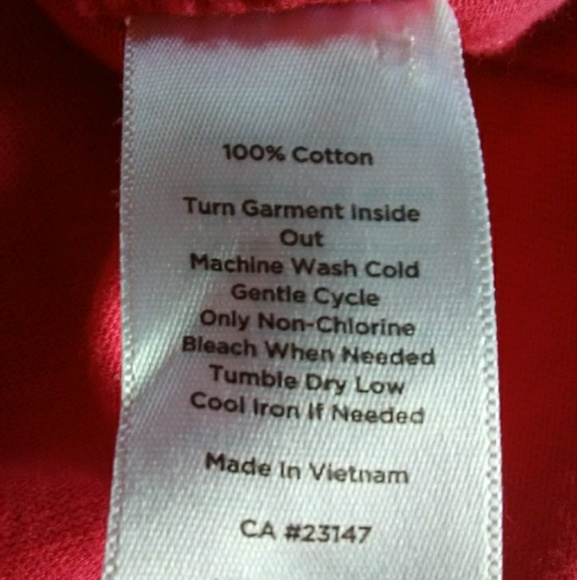 100% Cotton
Turn Garment Inside
Out
Machine Wash Cold
Gentle Cycle
Only Non-Chlorine
Bleach When Needed
Tumble Dry Low
Cool Iron If Needed
Made In Vietnam
CA #23147